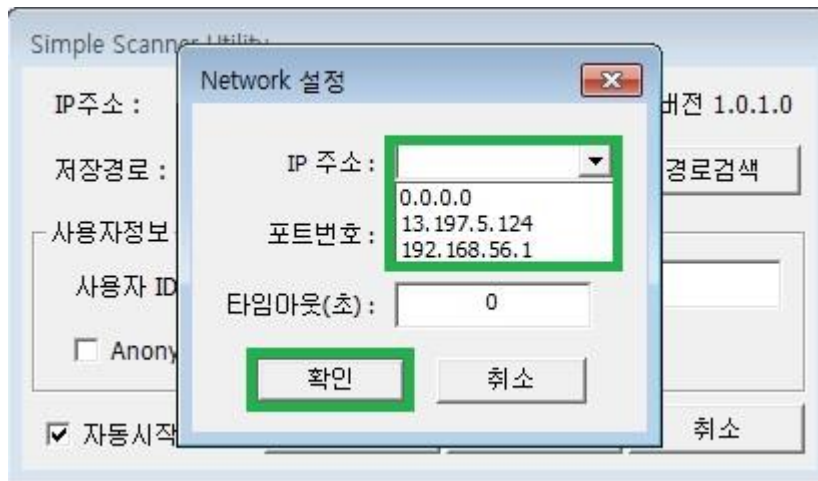 Simple Scanner Utility
Network 설정
IP주소 :
버전 1.0.1.0
IP 주소 :
저장경로 :
경로검색
0.0.0.0
13.197.5.124
192.168.56.1
사용자정보
포트번호 :
사용자 ID
타임아웃(초) : 0
Anony
확인 취소
자동시작
취소